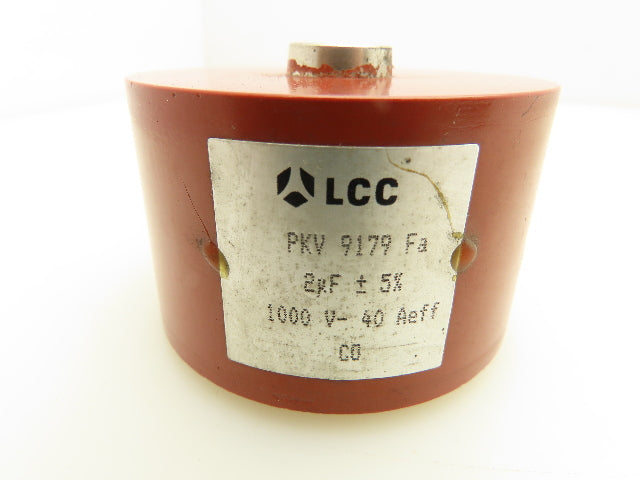 LCC
PKV 9179 Fa
2µF ± 5%
1000 V- 40 Aeff
CO